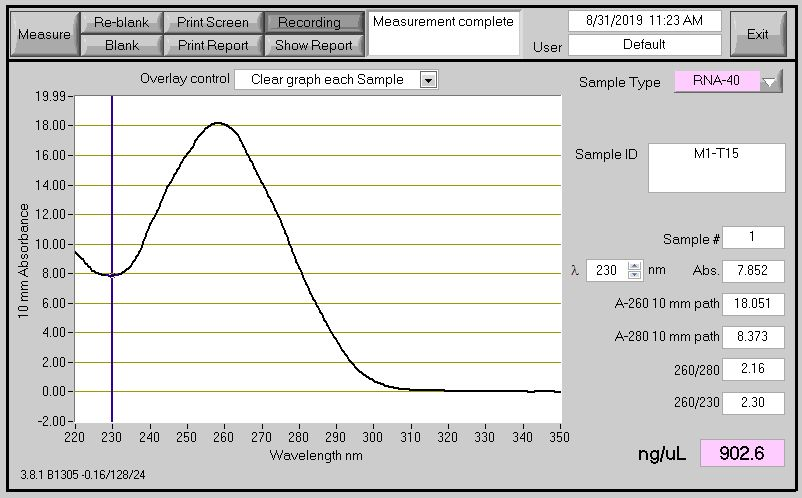 Measure
Re-blank
Print Screen
Recording
Measurement complete
8/31/2019 11:23 AM
Exit
Blank
Print Report
Show Report
User
Default
Overlay control
Clear graph each Sample
Sample Type
RNA-40
Sample ID
M1-T15
Sample #
1
λ
230
nm
Abs.
7.852
A-260 10 mm path
18.051
A-280 10 mm path
8.373
260/280
2.16
260/230
2.30
ng/uL
902.6
10 mm Absorbance
19.99
18.00
16.00
14.00
12.00
10.00
8.00
6.00
4.00
2.00
0.00
-2.00
220 230 240 250 260 270 280 290 300 310 320 330 340 350
Wavelength nm
3.8.1 B1305 -0.16/128/24